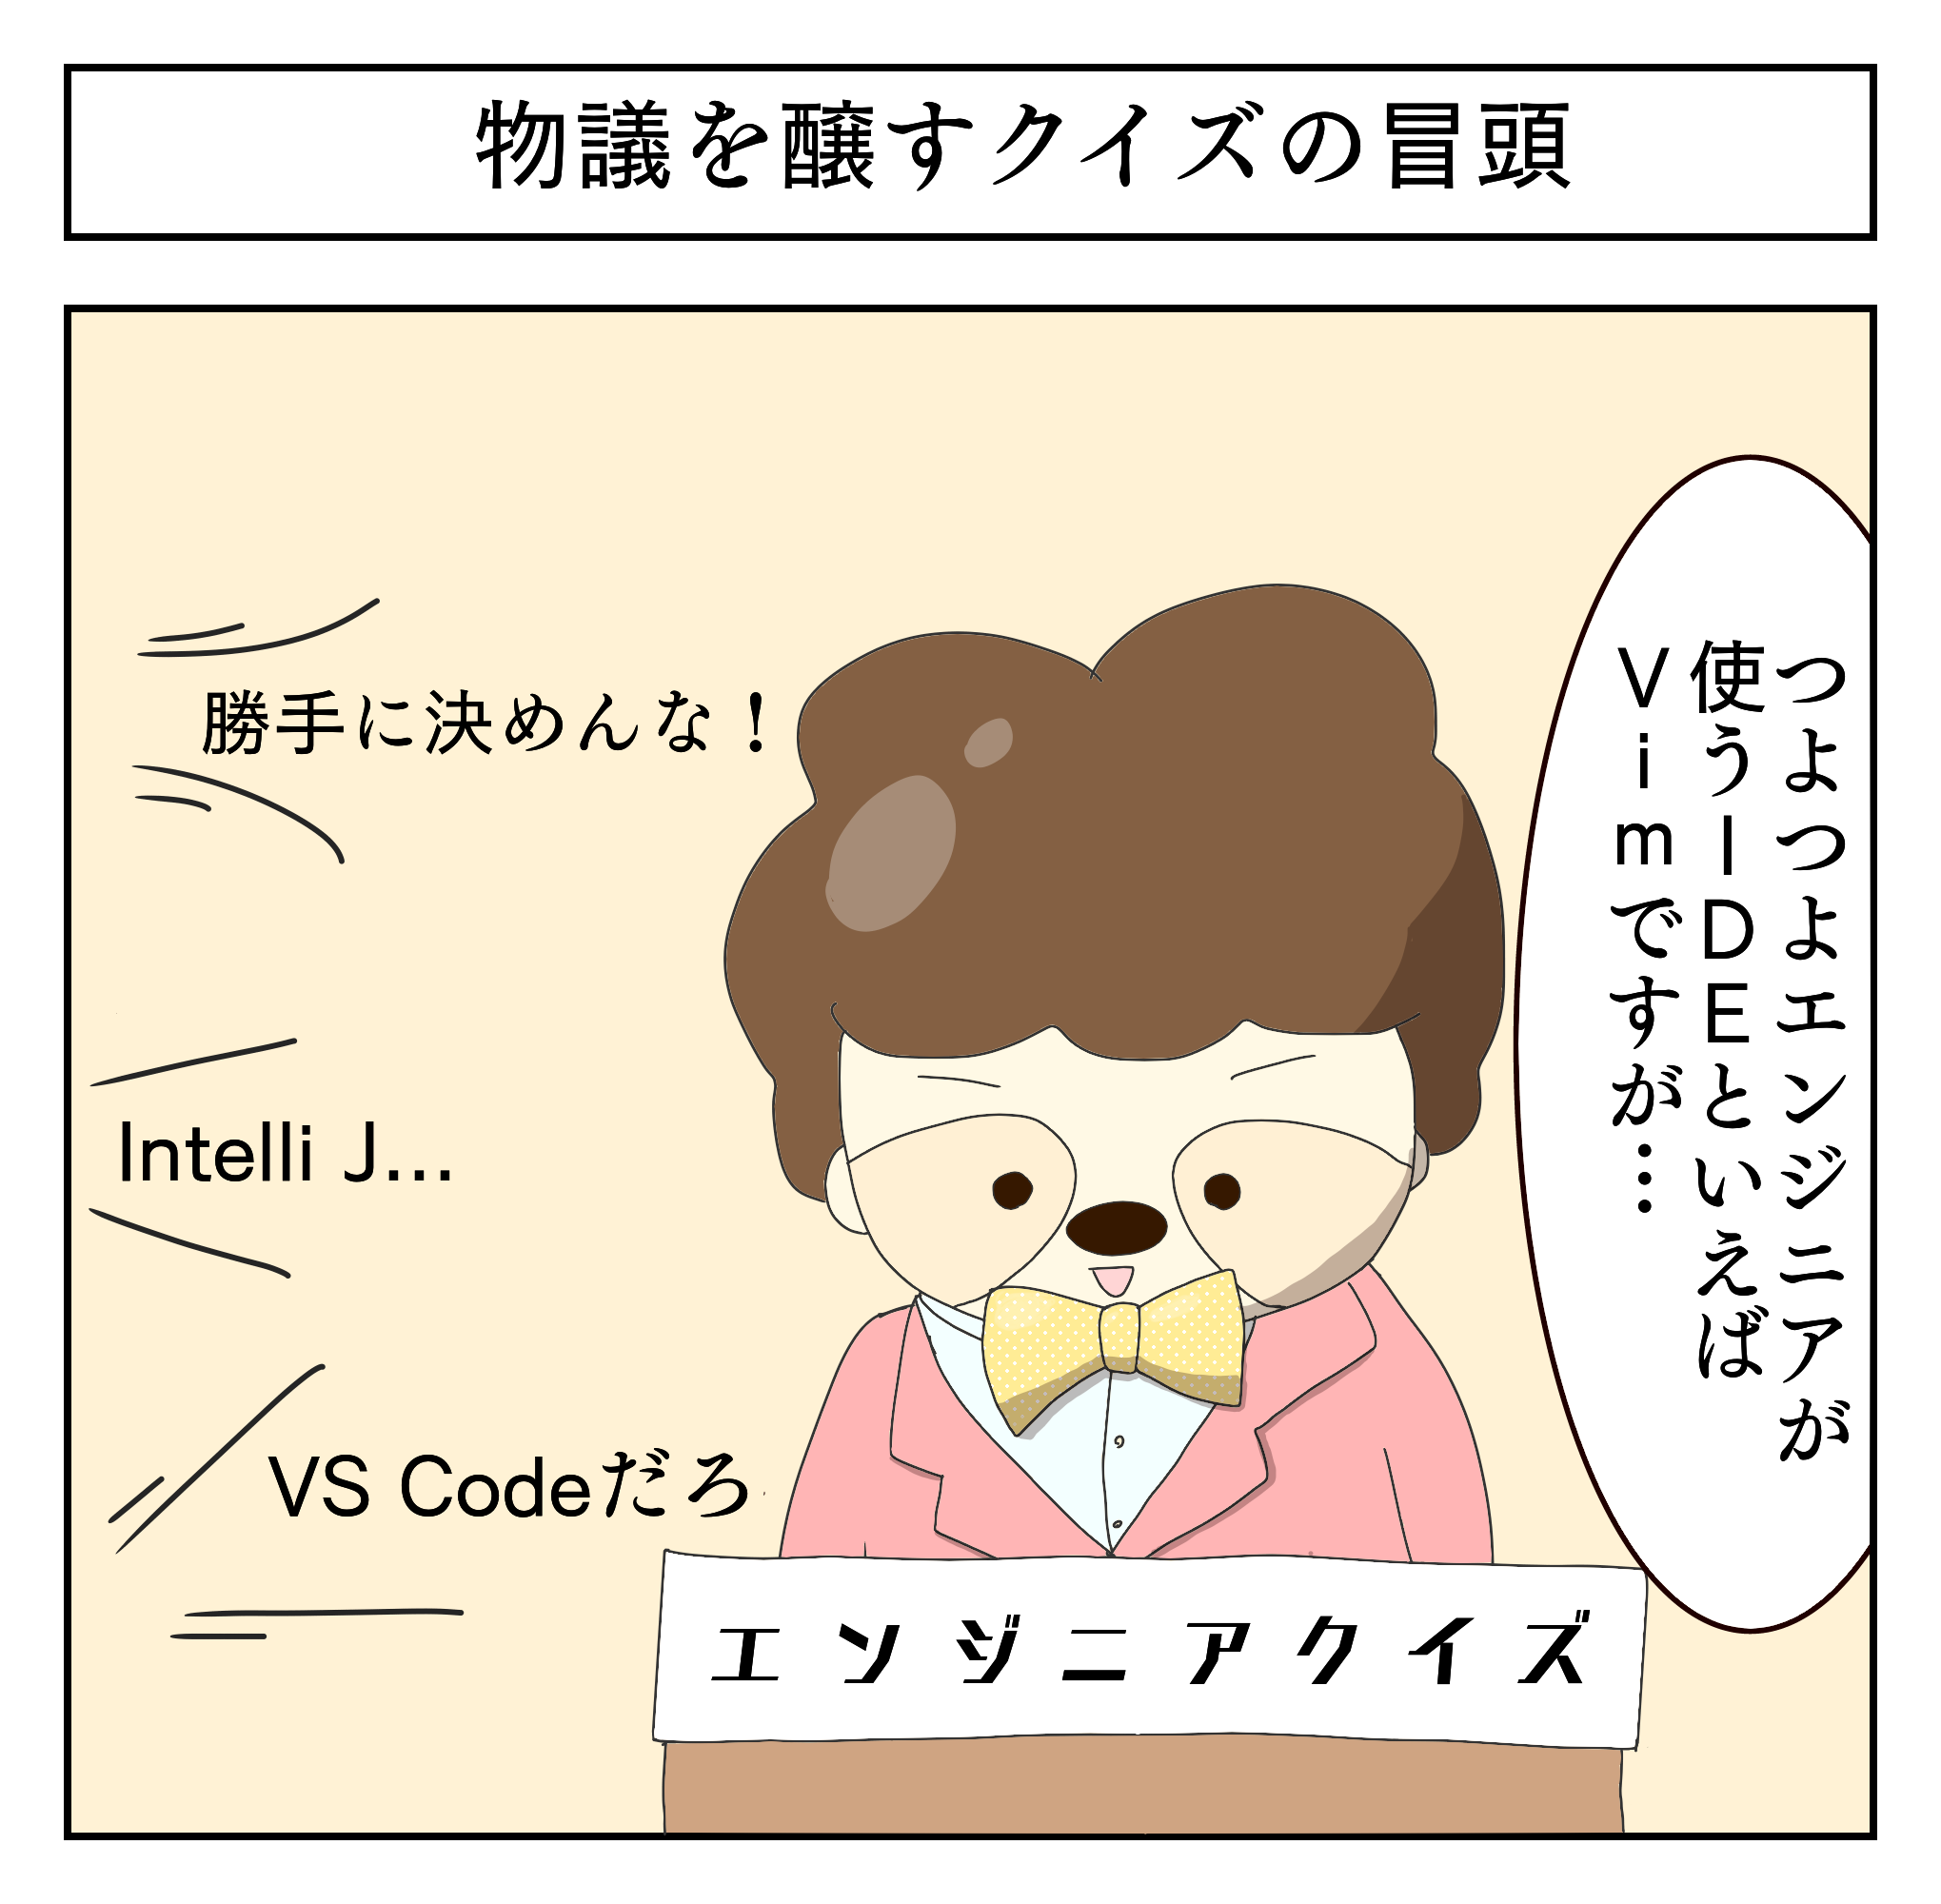 物議を醸すクイズの冒頭
つよつよエンジニアが
使うIDEといえば
Vimですが…
勝手に決めんな！
Intelli J...
VS Codeだろ
エンジニアクイズ